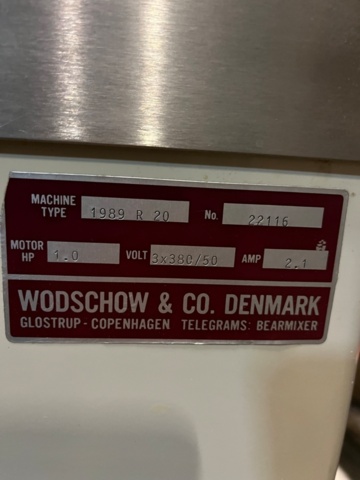 MACHINE TYPE 1989 R 20 No. 22116
MOTOR HP 1.0 VOLT 3x380/50 AMP 2.1
WODSCHOW & CO. DENMARK
GLOSTRUP - COPENHAGEN TELEGRAMS: BEARMIXER